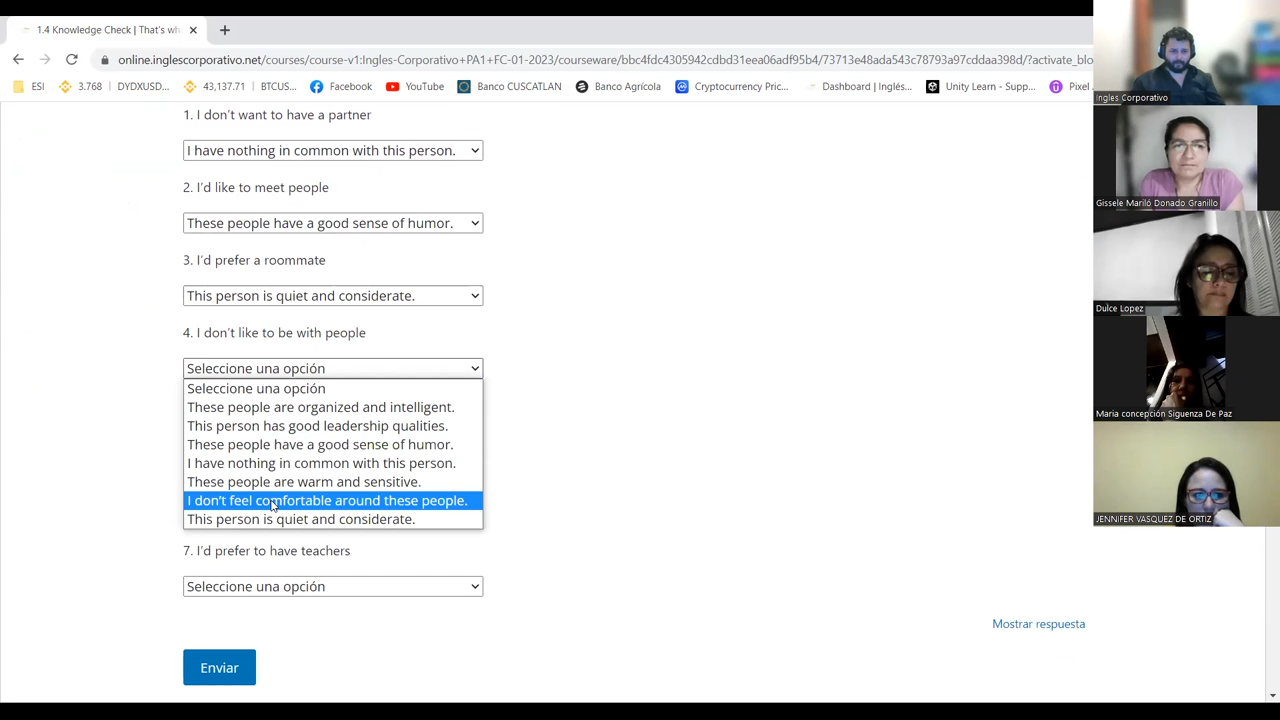 1.4 Knowledge Check | That's wh
online.inglescorporativo.net/courses/course-v1:Ingles-Corporativo+PA1+FC-01-2023/courseware/bbc4fdc4305942cdbd31eea06adf95b4/73713e48ada543c78793a97cddaa398d/?activate_blo
ESI 3.768 DYDXUSD... 43,137.71 BTCUS... Facebook YouTube Banco CUSCATLAN Banco Agrícola Cryptocurrency Pric... Dashboard | Inglés... Unity Learn - Supp... Pixel
1. I don't want to have a partner
I have nothing in common with this person.
2. I'd like to meet people
These people have a good sense of humor.
3. I'd prefer a roommate
This person is quiet and considerate.
4. I don't like to be with people
Seleccione una opción
Seleccione una opción
These people are organized and intelligent.
This person has good leadership qualities.
These people have a good sense of humor.
I have nothing in common with this person.
These people are warm and sensitive.
I don't feel comfortable around these people.
This person is quiet and considerate.
7. I'd prefer to have teachers
Seleccione una opción
Mostrar respuesta
Enviar
Ingles Corporativo
Gissele Mariló Donado Granillo
Dulce Lopez
María concepción Siguenza De Paz
JENNIFER VASQUEZ DE ORTIZ